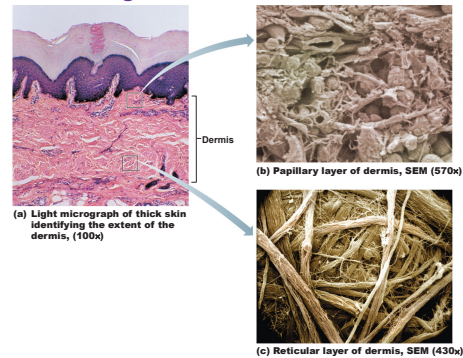 Dermis
(b) Papillary layer of dermis, SEM (570x)
(a) Light micrograph of thick skin
identifying the extent of the
dermis, (100x)
(c) Reticular layer of dermis, SEM (430x)